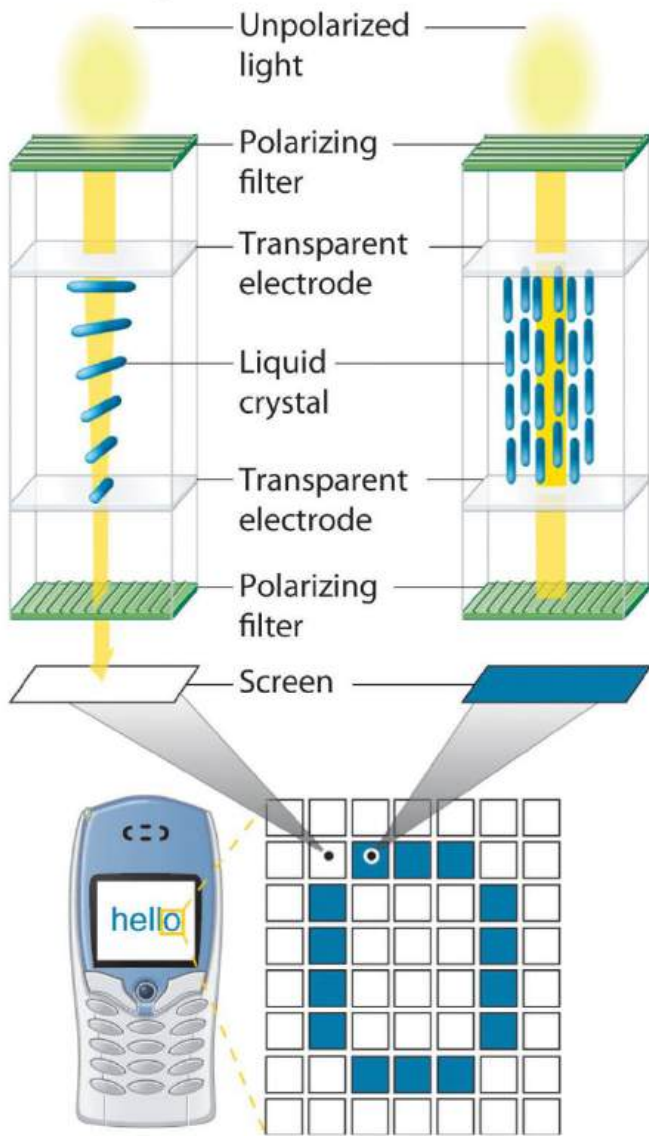 Unpolarized
light
Polarizing
filter
Transparent
electrode
Liquid
crystal
Transparent
electrode
Polarizing
filter
Screen
hello